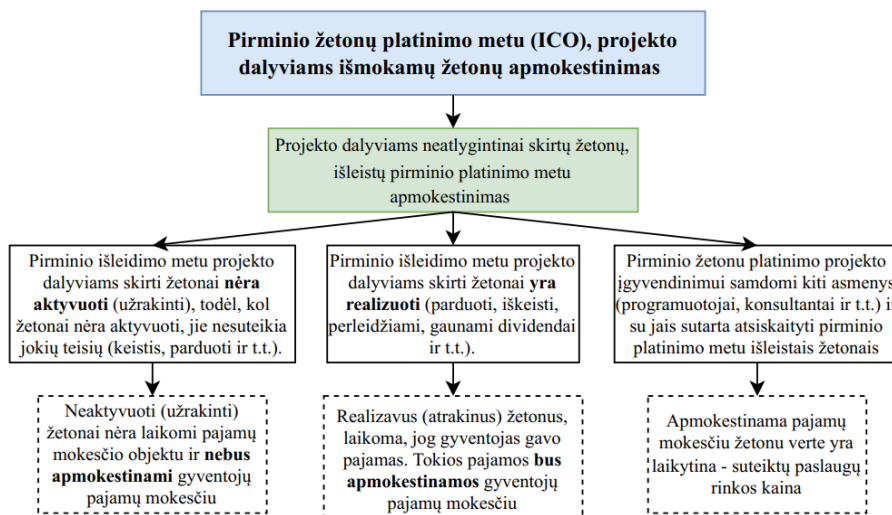 Pirminio žetonų platinimo metu (ICO), projekto
dalyviams išmokamų žetonų apmokestinimas
Projekto dalyviams neatlygintinai skirtų žetonų,
išleistų pirminio platinimo metu
apmokestinimas
Pirminio išleidimo metu projekto
dalyviams skirti žetonai nėra
aktyvuoti (užrakinti), todėl, kol
žetonai nėra aktyvuoti, jie nesuteikia
jokių teisių (keistis, parduoti ir t.t.).
Pirminio išleidimo metu projekto
dalyviams skirti žetonai yra
realizuoti (parduoti, iškeisti,
perleidžiami, gaunami dividendai
ir t.t.).
Pirminio žetonu platinimo projekto
įgyvendinimui samdomi kiti asmenys
(programuotojai, konsultantai ir t.t.) i
su jais sutarta atsiskaityti pirminio
platinimo metu išleistais žetonais
Neaktyvuoti (užrakinti)
žetonai nėra laikomi pajamų
mokesčio objektu ir nebus
apmokestinami gyventojų
pajamų mokesčiu
Realizavus (atrakinus) žetonus,
laikoma, jog gyventojas gavo
pajamas. Tokios pajamos bus
apmokestinamos gyventojų
pajamų mokesčiu
Apmokestinama pajamų
mokesčiu žetonu verte yra
laikytina - suteiktų paslaugų
rinkos kaina